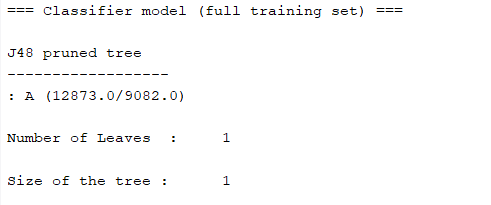 === Classifier model (full training set) ===
J48 pruned tree
------------------
: A (12873.0/9082.0)
Number of Leaves  :     1
Size of the tree :      1